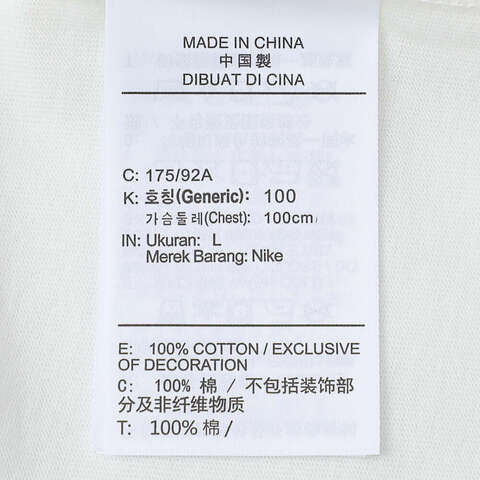 MADE IN CHINA
中国製
DIBUAT DI CINA
C: 175/92A
K: 호칭(Generic): 100
가슴둘레(Chest): 100cm
IN: Ukuran: L
Merek Barang: Nike
E: 100% COTTON / EXCLUSIVE
OF DECORATION
C: 100% 棉 / 不包括装饰部
分及非纤维物质
T: 100% 棉 /